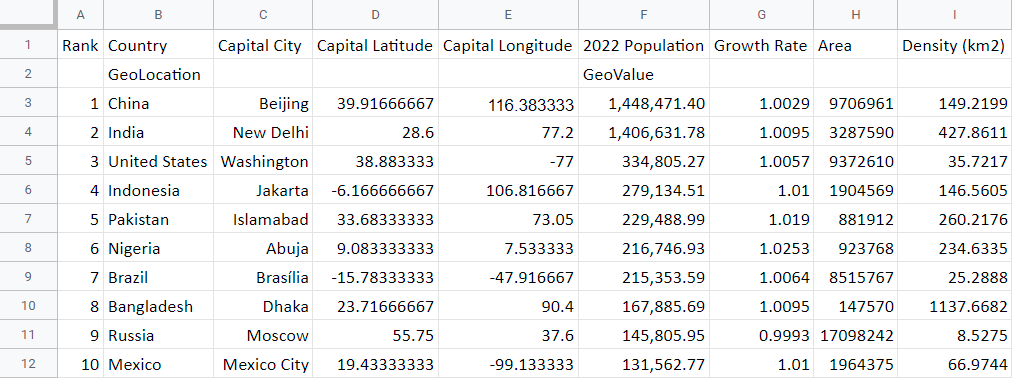 A B C D E F G H I
1 Rank Country Capital City Capital Latitude Capital Longitude 2022 Population Growth Rate Area Density (km2)
2 GeoLocation GeoValue
3 1 China Beijing 39.91666667 116.383333 1,448,471.40 1.0029 9706961 149.2199
4 2 India New Delhi 28.6 77.2 1,406,631.78 1.0095 3287590 427.8611
5 3 United States Washington 38.883333 -77 334,805.27 1.0057 9372610 35.7217
6 4 Indonesia Jakarta -6.166666667 106.816667 279,134.51 1.01 1904569 146.5605
7 5 Pakistan Islamabad 33.68333333 73.05 229,488.99 1.019 881912 260.2176
8 6 Nigeria Abuja 9.083333333 7.533333 216,746.93 1.0253 923768 234.6335
9 7 Brazil Brasília -15.78333333 -47.916667 215,353.59 1.0064 8515767 25.2888
10 8 Bangladesh Dhaka 23.71666667 90.4 167,885.69 1.0095 147570 1137.6682
11 9 Russia Moscow 55.75 37.6 145,805.95 0.9993 17098242 8.5275
12 10 Mexico Mexico City 19.43333333 -99.133333 131,562.77 1.01 1964375 66.9744